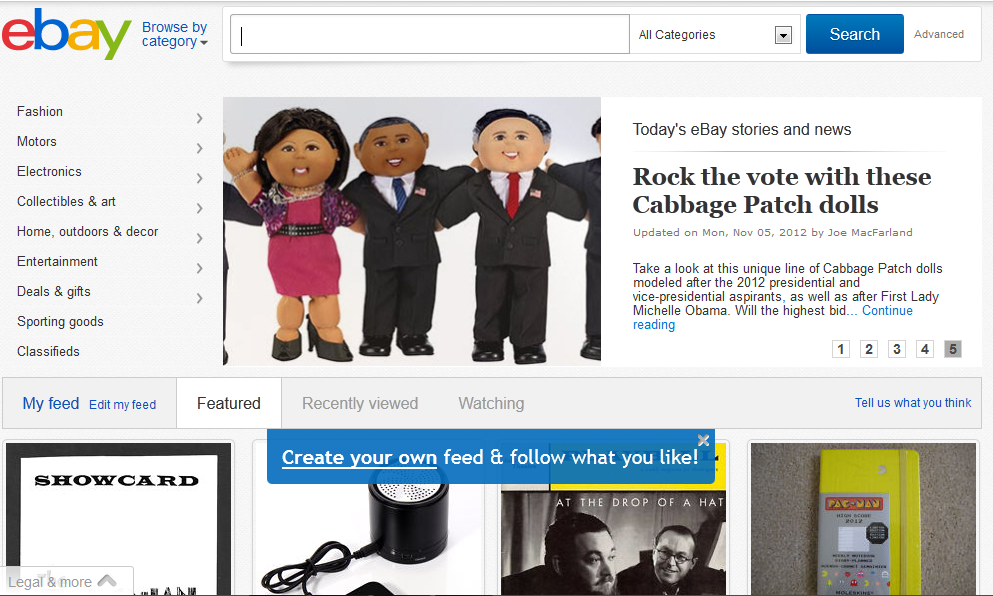 ebay
Browse by
category
All Categories
Search
Advanced
Fashion
Motors
Electronics
Collectibles & art
Home, outdoors & decor
Entertainment
Deals & gifts
Sporting goods
Classifieds
Today's eBay stories and news
Rock the vote with these
Cabbage Patch dolls
Updated on Mon, Nov 05, 2012 by Joe MacFarland
Take a look at this unique line of Cabbage Patch dolls
modeled after the 2012 presidential and
vice-presidential aspirants, as well as after First Lady
Michelle Obama. Will the highest bid... Continue
reading
1 2 3 4 5
My feed Edit my feed Featured Recently viewed Watching Tell us what you think
Create your own feed & follow what you like!
SHOWCARD
AT THE DROP OF A HAT
PAC-MAN
HIGH SCORE
2012
WEEKLY NOTEBOOK
MOLESKINE
Legal & more